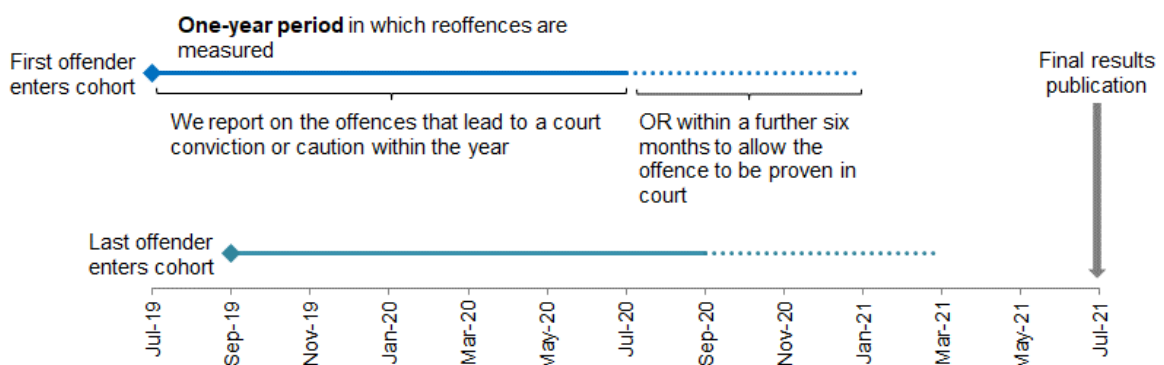 One-year period in which reoffences are
measured
First offender
enters cohort
Final results
publication
We report on the offences that lead to a court
conviction or caution within the year
OR within a further six
months to allow the
offence to be proven in
court
Last offender
enters cohort
Jul-19
Sep-19
Nov-19
Jan-20
Mar-20
May-20
Jul-20
Sep-20
Nov-20
Jan-21
Mar-21
May-21
Jul-21